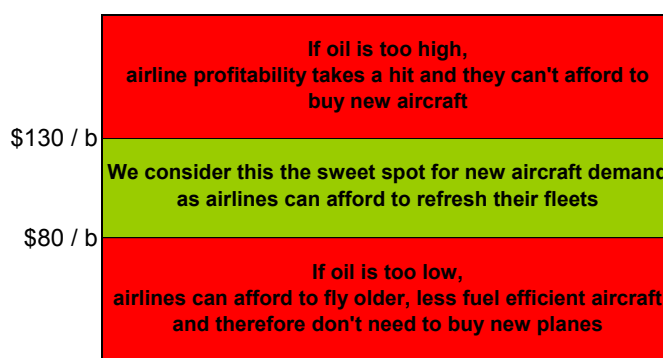 If oil is too high,
airline profitability takes a hit and they can't afford to
buy new aircraft
$130 / b
We consider this the sweet spot for new aircraft demand
as airlines can afford to refresh their fleets
$80 / b
If oil is too low,
airlines can afford to fly older, less fuel efficient aircraft
and therefore don't need to buy new planes